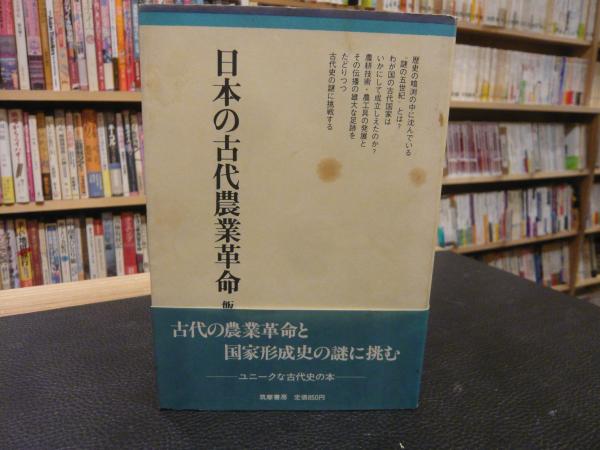 歴史の暗渕の中に沈んでいる
〝謎の五世紀〟とは?
わが国の古代国家は
いかにして成立しえたのか?
農耕技術・農工具の発展と
その伝播の雄大な足跡を
たどりつつ
古代史の謎に挑戦する
日本の古代農業革命
古代の農業革命と
国家形成史の謎に挑む
ユニークな古代史の本
筑摩書房 定価850円